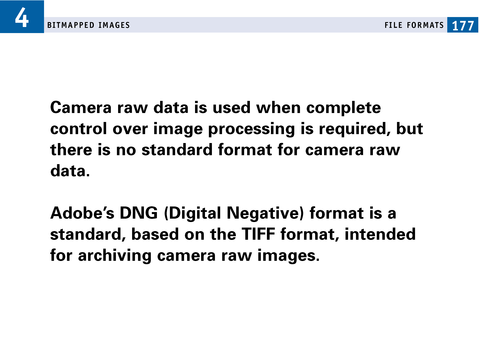 4 BITMAPPED IMAGES FILE FORMATS 177
Camera raw data is used when complete
control over image processing is required, but
there is no standard format for camera raw
data.
Adobe’s DNG (Digital Negative) format is a
standard, based on the TIFF format, intended
for archiving camera raw images.